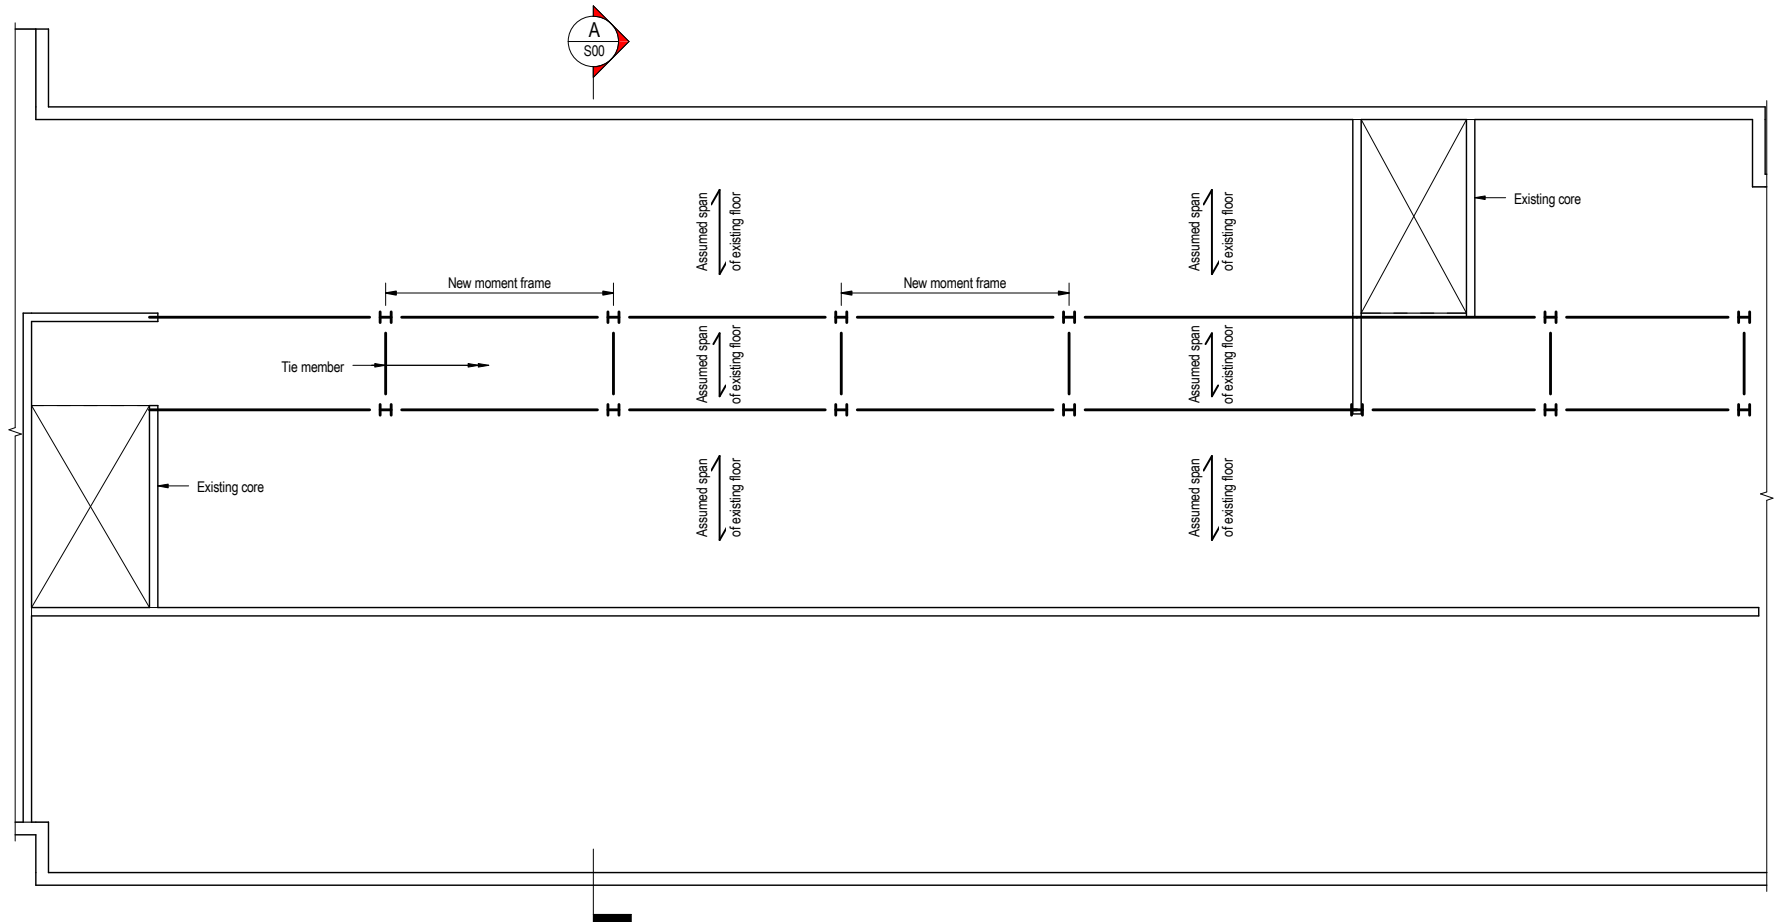 A
S00
Assumed span
of existing floor
Assumed span
of existing floor
Existing core
New moment frame
New moment frame
Assumed span
of existing floor
Assumed span
of existing floor
Tie member
Existing core
Assumed span
of existing floor
Assumed span
of existing floor